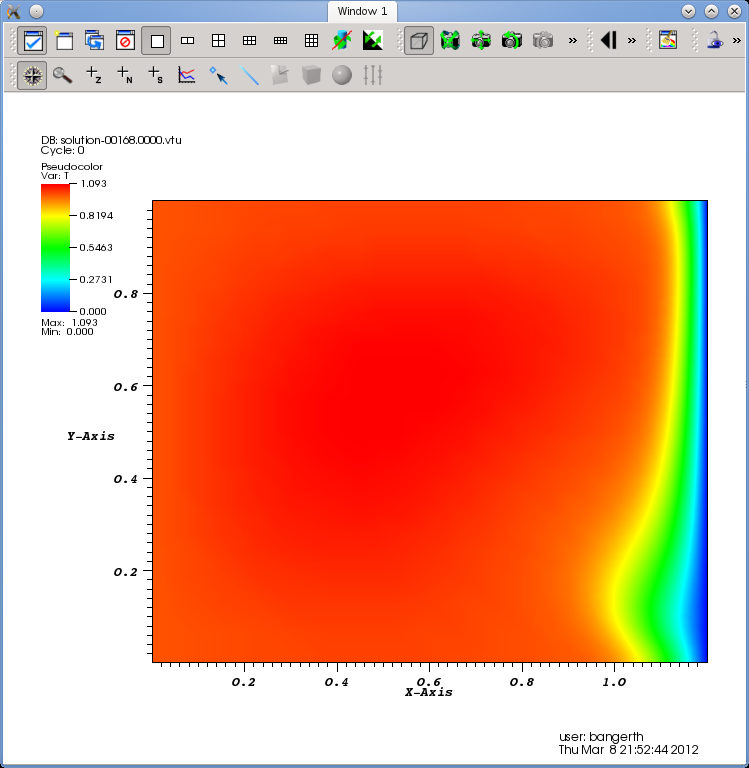 Window 1
»
»
»
Z
N
S
DB: solution-00168.0000.vtu
Cycle: 0
Pseudocolor
Var: T
1.093
0.8194
0.5463
0.2731
0.000
Max: 1.093
Min: 0.000
0.8
0.6
Y-Axis
0.4
0.2
0.2 0.4 0.6 0.8 1.0
X-Axis
user: bangerth
Thu Mar 8 21:52:44 2012